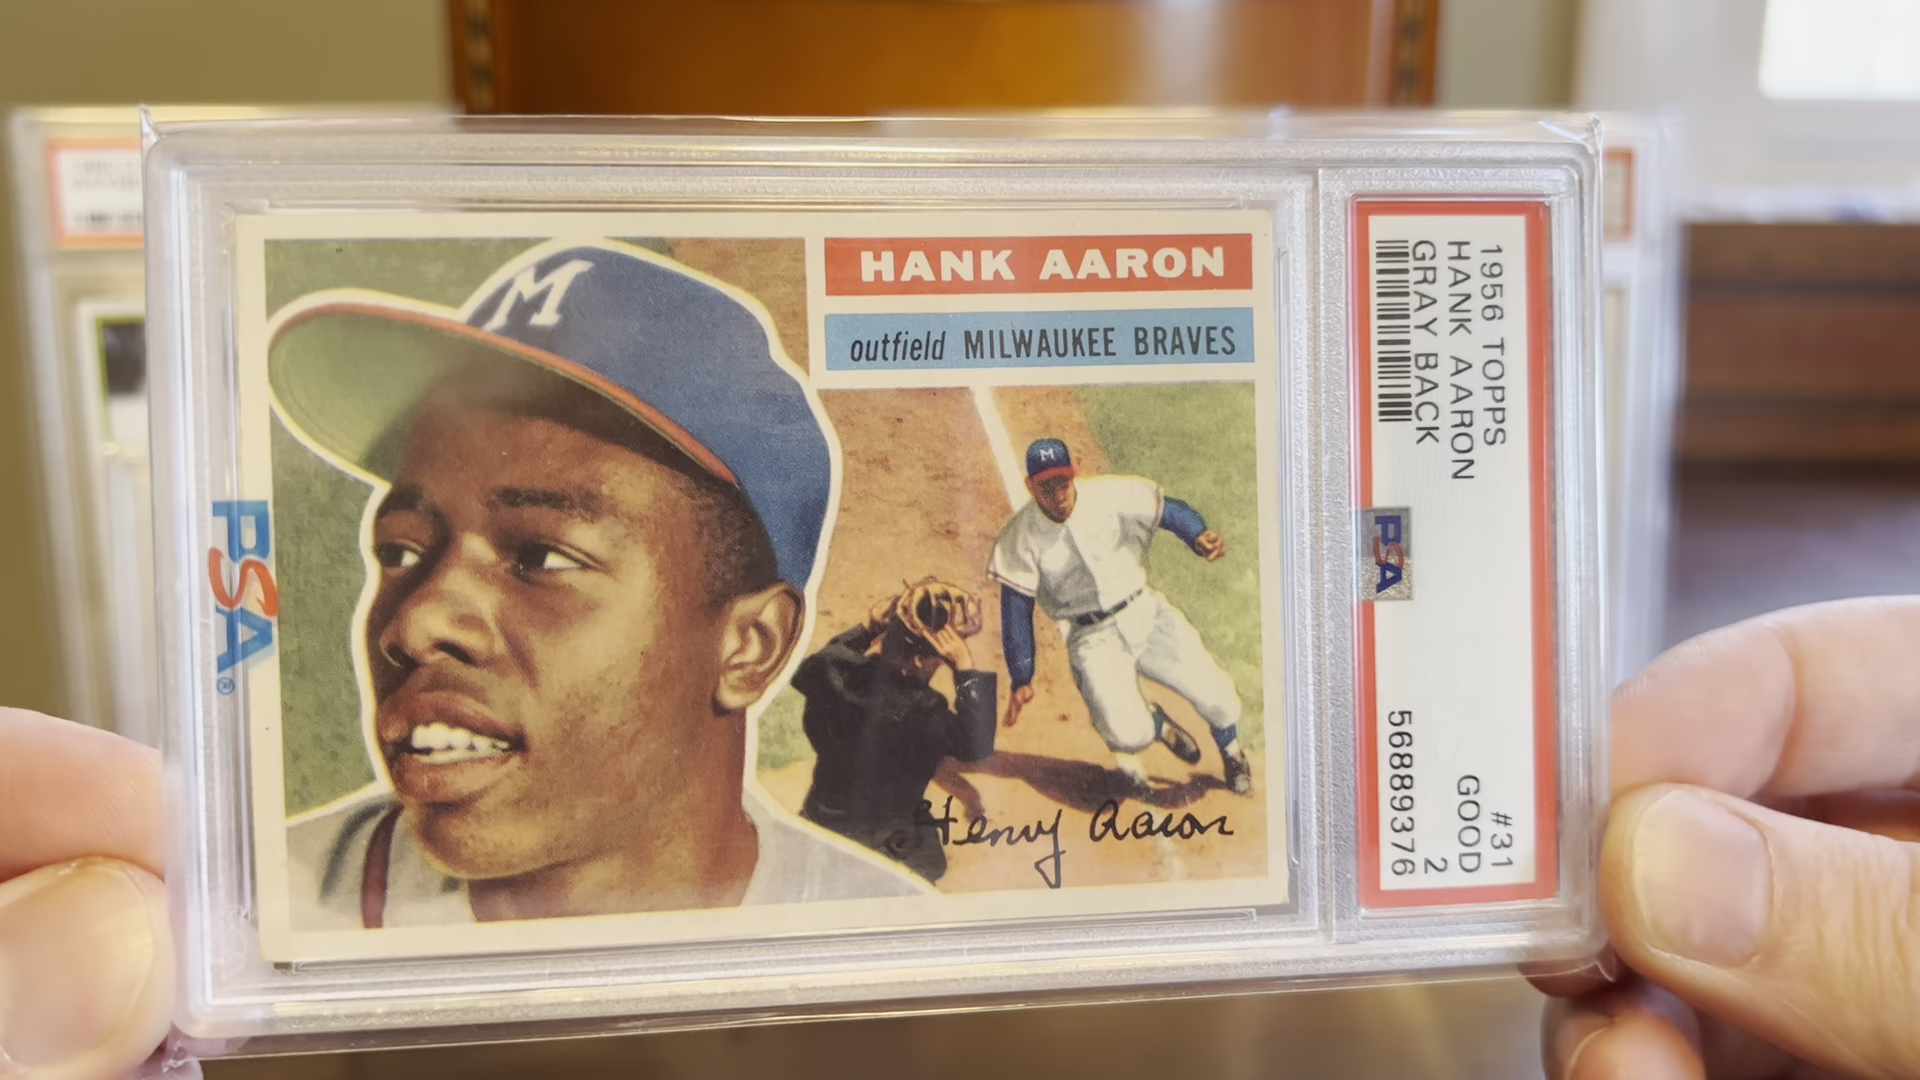 M
HANK AARON
outfield MILWAUKEE BRAVES
M
Henry Aaron
PSA®
1956 TOPPS #31
HANK AARON GOOD
GRAY BACK 2
56889376
PSA